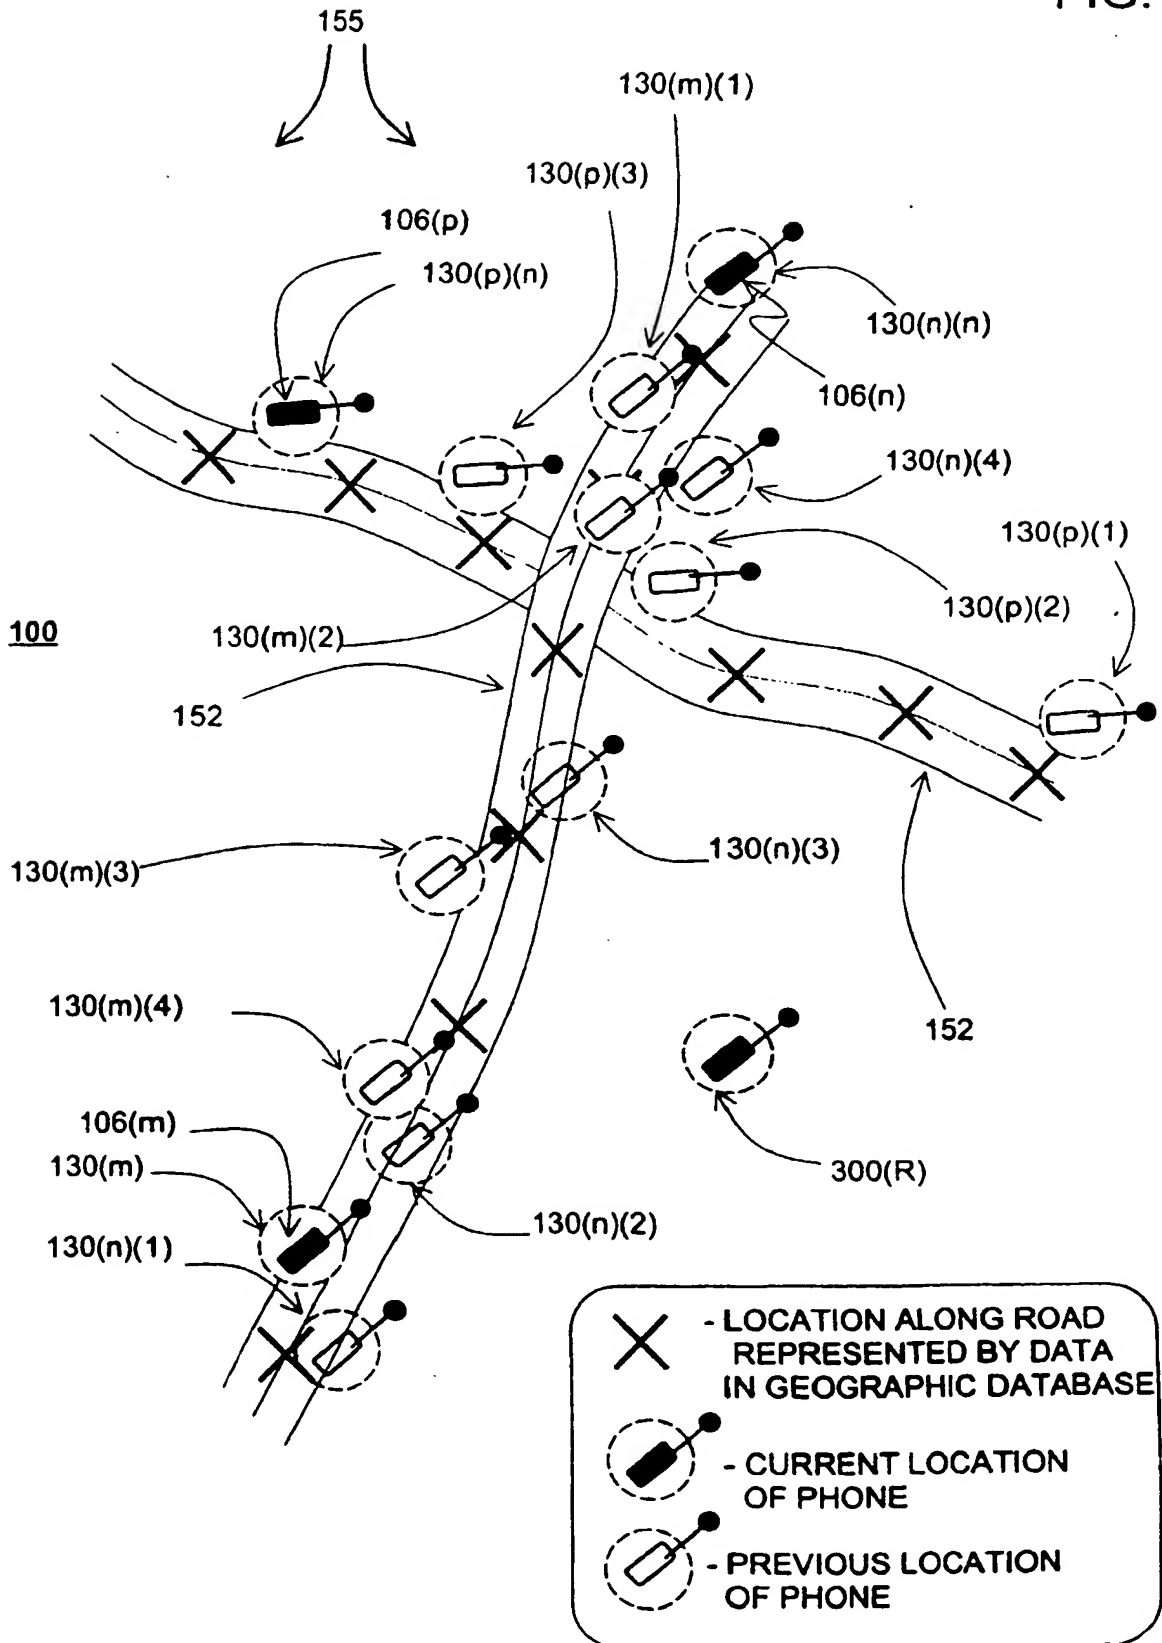 FIG.
155
130(m)(1)
130(p)(3)
106(p)
130(p)(n)
130(n)(n)
106(n)
130(n)(4)
130(p)(1)
130(p)(2)
100
130(m)(2)
152
130(n)(3)
130(m)(3)
130(m)(4)
152
106(m)
130(m)
300(R)
130(n)(2)
130(n)(1)
- LOCATION ALONG ROAD
REPRESENTED BY DATA
IN GEOGRAPHIC DATABASE
- CURRENT LOCATION
OF PHONE
- PREVIOUS LOCATION
OF PHONE